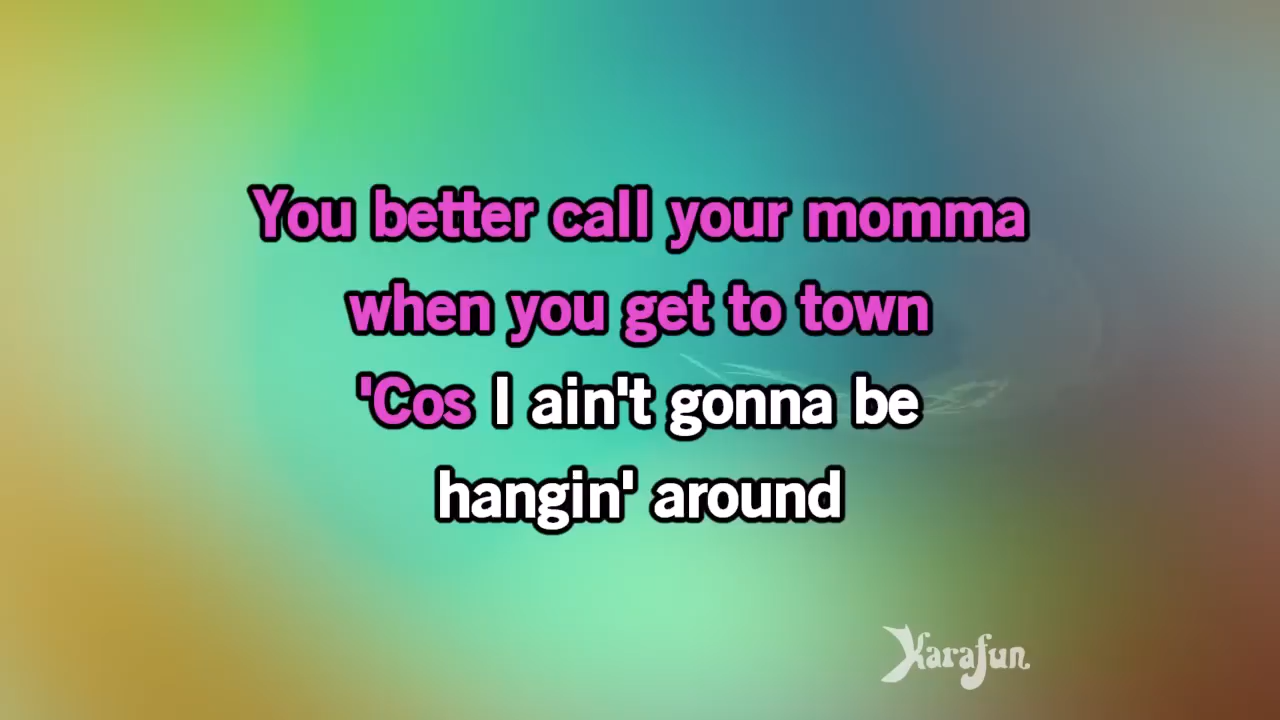 You better call your momma
when you get to town
'Cos I ain't gonna be
hangin' around
Karafun